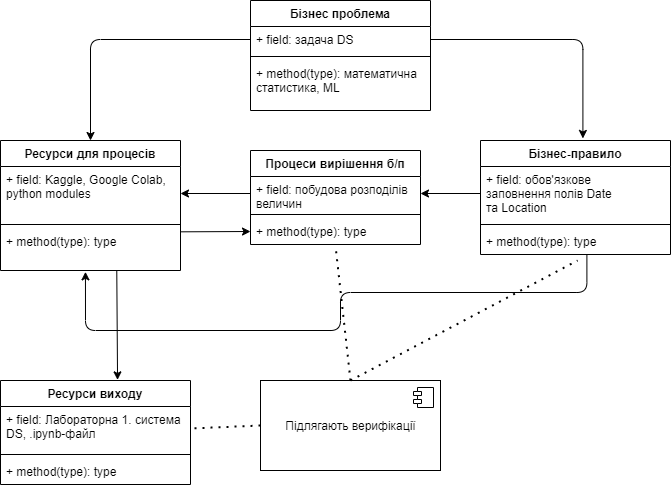 Бізнес проблема
+ field: задача DS
+ method(type): математична
статистика, ML
Ресурси для процесів
+ field: Kaggle, Google Colab,
python modules
+ method(type): type
Процеси вирішення б/п
+ field: побудова розподілів
величин
+ method(type): type
Бізнес-правило
+ field: обов'язкове
заповнення полів Date
та Location
+ method(type): type
Ресурси виходу
+ field: Лабораторна 1. система
DS, .ipynb-файл
+ method(type): type
Підлягають верифікації